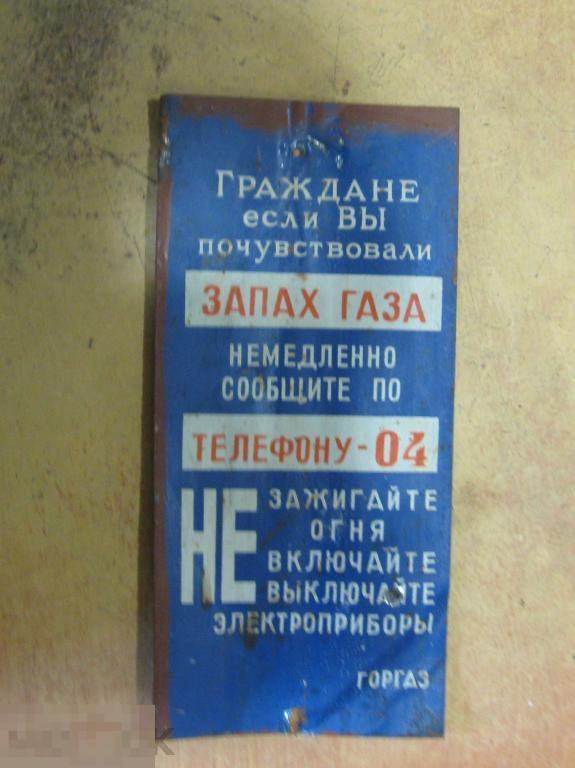 ГРАЖДАНЕ
если ВЫ
почувствовали
ЗАПАХ ГАЗА
НЕМЕДЛЕННО
СООБЩИТЕ ПО
ТЕЛЕФОНУ-04
НЕ ЗАЖИГАЙТЕ
ОГНЯ
ВКЛЮЧАЙТЕ
ВЫКЛЮЧАЙТЕ
ЭЛЕКТРОПРИБОРЫ
ГОРГАЗ